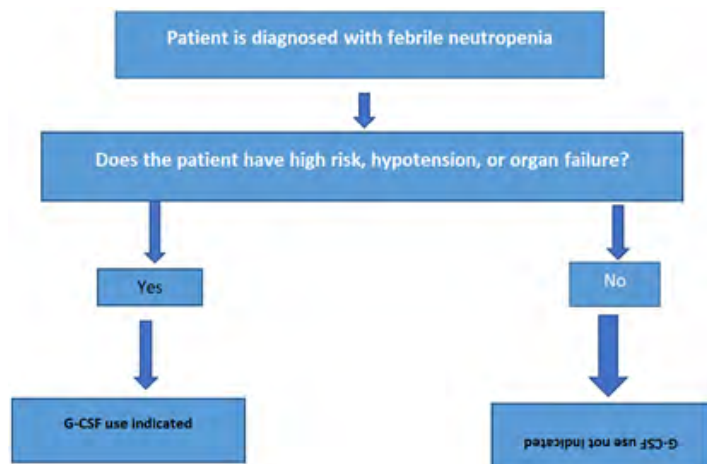 Patient is diagnosed with febrile neutropenia
Does the patient have high risk, hypotension, or organ failure?
Yes
No
G-CSF use indicated
G-CSF use not indicated